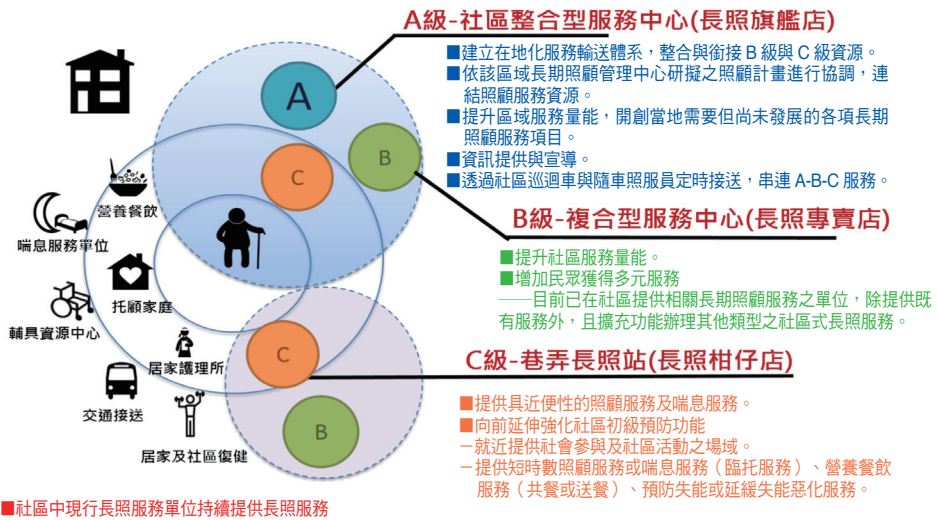 A級-社區整合型服務中心(長照旗艦店)
■建立在地化服務輸送體系，整合與銜接 B 級與 C 級資源。
■依該區域長期照顧管理中心研擬之照顧計畫進行協調，連
結照顧服務資源。
■提升區域服務量能，開創當地需要但尚未發展的各項長期
照顧服務項目。
■資訊提供與宣導。
■透過社區巡迴車與隨車照服員定時接送，串連 A-B-C 服務。
A
B
C
B級-複合型服務中心(長照專賣店)
■提升社區服務量能。
■增加民眾獲得多元服務
──目前已在社區提供相關長期照顧服務之單位，除提供既
有服務外，且擴充功能辦理其他類型之社區式長照服務。
營養餐飲
喘息服務單位
托顧家庭
輔具資源中心
居家護理所
交通接送
居家及社區復健
C
B
C級-巷弄長照站(長照柑仔店)
■提供具近便性的照顧服務及喘息服務。
■向前延伸強化社區初級預防功能
－就近提供社會參與及社區活動之場域。
－提供短時數照顧服務或喘息服務（臨托服務）、營養餐飲
服務（共餐或送餐）、預防失能或延緩失能惡化服務。
■社區中現行長照服務單位持續提供長照服務